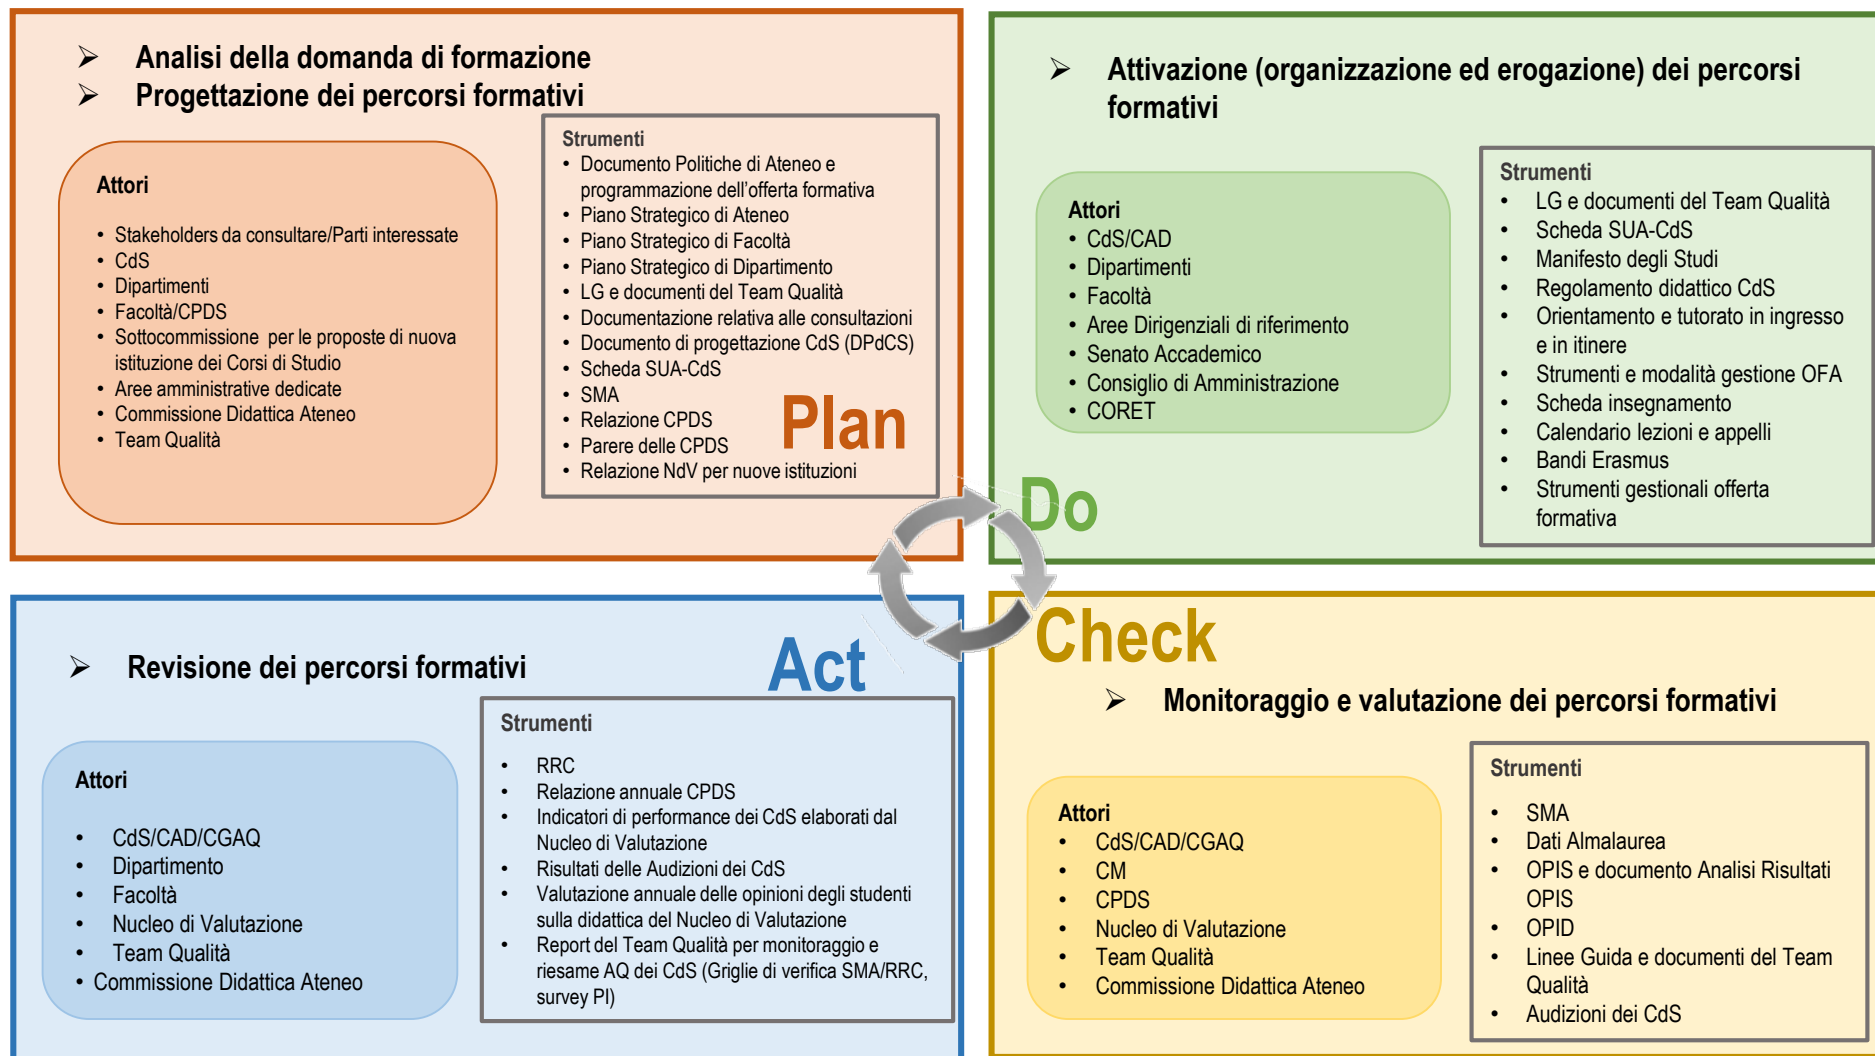 ➢ Analisi della domanda di formazione
➢ Progettazione dei percorsi formativi
Attori
• Stakeholders da consultare/Parti interessate
• CdS
• Dipartimenti
• Facoltà/CPDS
• Sottocommissione per le proposte di nuova
istituzione dei Corsi di Studio
• Aree amministrative dedicate
• Commissione Didattica Ateneo
• Team Qualità
Strumenti
• Documento Politiche di Ateneo e
programmazione dell'offerta formativa
• Piano Strategico di Ateneo
• Piano Strategico di Facoltà
• Piano Strategico di Dipartimento
• LG e documenti del Team Qualità
• Documentazione relativa alle consultazioni
• Documento di progettazione CdS (DPdCS)
• Scheda SUA-CdS
• SMA
• Relazione CPDS
• Parere delle CPDS
• Relazione NdV per nuove istituzioni
Plan
➢ Attivazione (organizzazione ed erogazione) dei percorsi
formativi
Attori
• CdS/CAD
• Dipartimenti
• Facoltà
• Aree Dirigenziali di riferimento
• Senato Accademico
• Consiglio di Amministrazione
• CORET
Strumenti
• LG e documenti del Team Qualità
• Scheda SUA-CdS
• Manifesto degli Studi
• Regolamento didattico CdS
• Orientamento e tutorato in ingresso
e in itinere
• Strumenti e modalità gestione OFA
• Scheda insegnamento
• Calendario lezioni e appelli
• Bandi Erasmus
• Strumenti gestionali offerta
formativa
Do
Act
➢ Revisione dei percorsi formativi
Attori
• CdS/CAD/CGAQ
• Dipartimento
• Facoltà
• Nucleo di Valutazione
• Team Qualità
• Commissione Didattica Ateneo
Strumenti
• RRC
• Relazione annuale CPDS
• Indicatori di performance dei CdS elaborati dal
Nucleo di Valutazione
• Risultati delle Audizioni dei CdS
• Valutazione annuale delle opinioni degli studenti
sulla didattica del Nucleo di Valutazione
• Report del Team Qualità per monitoraggio e
riesame AQ dei CdS (Griglie di verifica SMA/RRC,
survey PI)
Check
➢ Monitoraggio e valutazione dei percorsi formativi
Attori
• CdS/CAD/CGAQ
• CM
• CPDS
• Nucleo di Valutazione
• Team Qualità
• Commissione Didattica Ateneo
Strumenti
• SMA
• Dati Almalaurea
• OPIS e documento Analisi Risultati
OPIS
• OPID
• Linee Guida e documenti del Team
Qualità
• Audizioni dei CdS